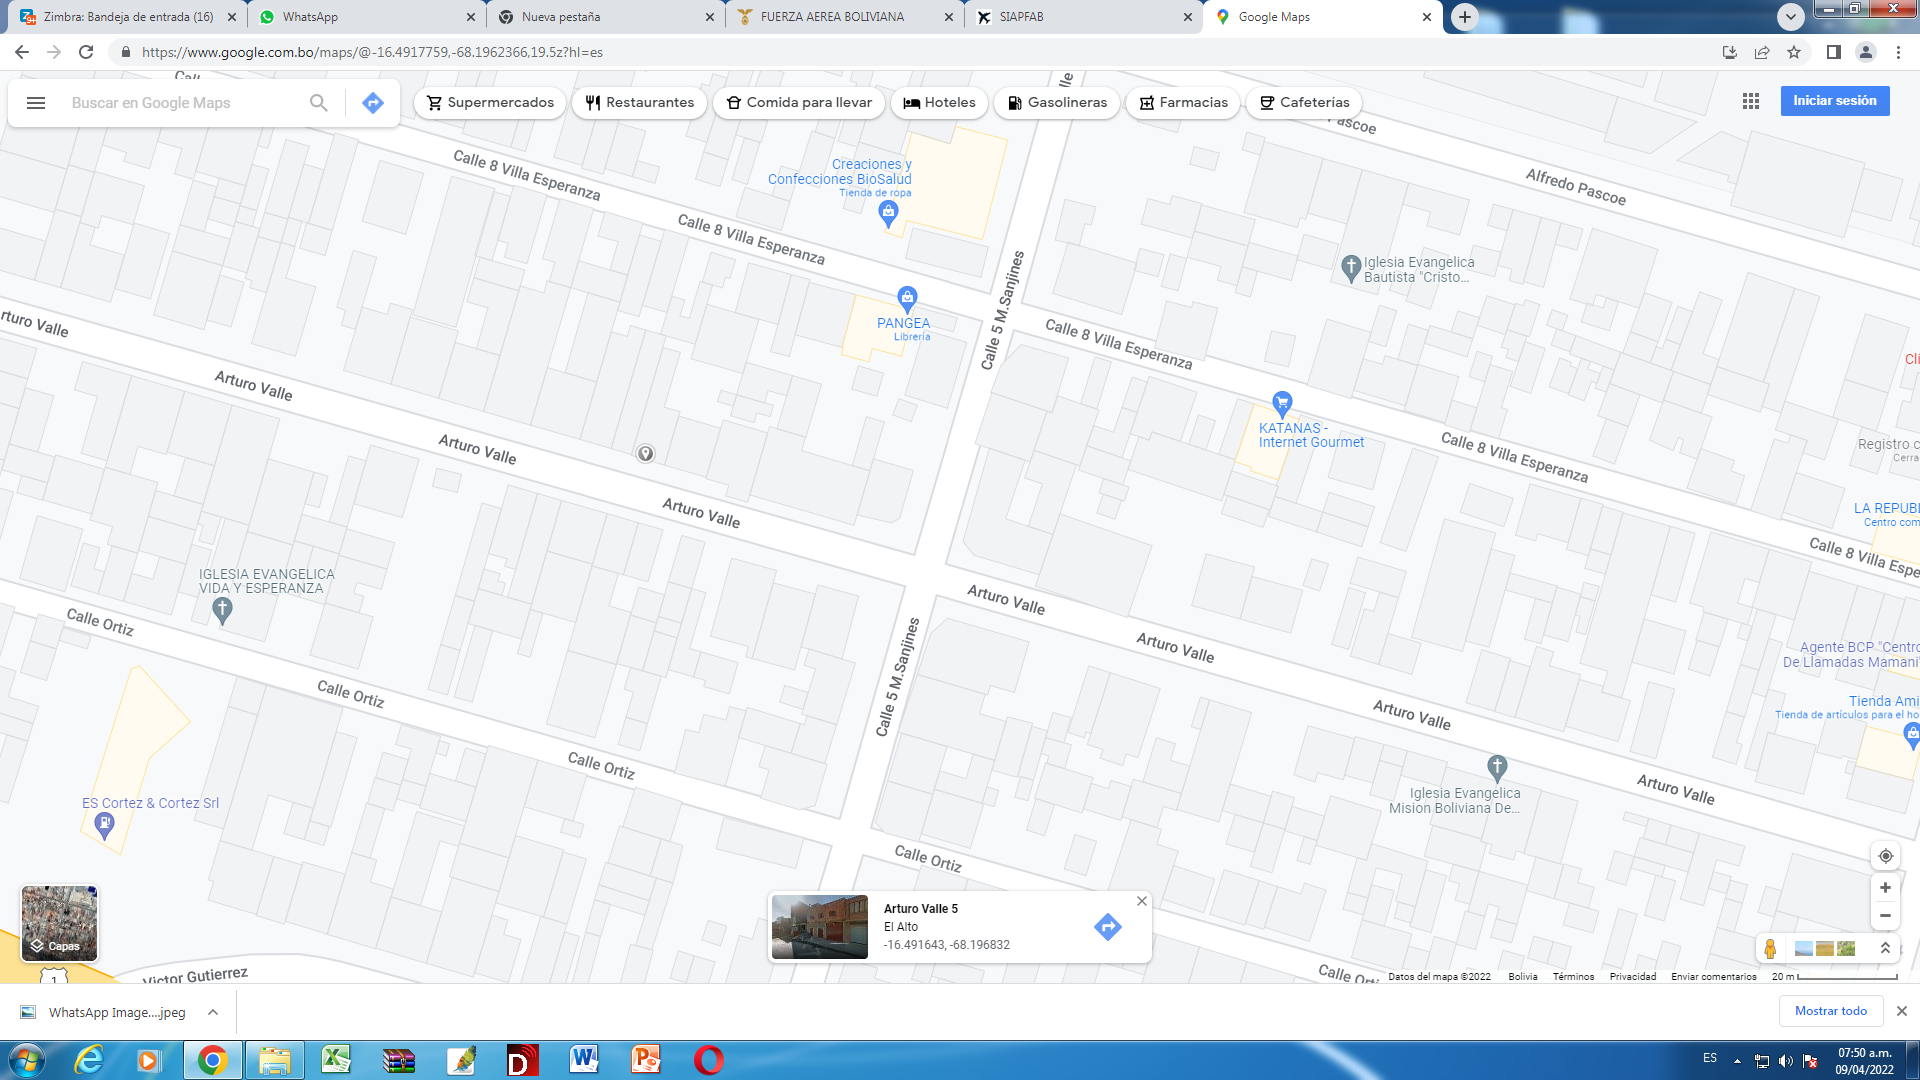 Zimbra: Bandeja de entrada (16)
WhatsApp
Nueva pestaña
FUERZA AEREA BOLIVIANA
SIAPFAB
Google Maps
https://www.google.com.bo/maps/@-16.4917759,-68.1962366,19.5z?hl=es
Buscar en Google Maps
Supermercados
Restaurantes
Comida para llevar
Hoteles
Gasolineras
Farmacias
Cafeterías
Iniciar sesión
Pascoe
Alfredo Pascoe
Calle 8 Villa Esperanza
Creaciones y
Confecciones BioSalud
Tienda de ropa
Calle 8 Villa Esperanza
Calle 5 M.Sanjines
Iglesia Evangelica
Bautista "Cristo...
PANGEA
Librería
rturo Valle
Calle 8 Villa Esperanza
Cli
Arturo Valle
KATANAS -
Internet Gourmet
Arturo Valle
Calle 8 Villa Esperanza
Registro.c
Cerra
Arturo Valle
LA REPUBL
Centro com
Calle 8 Villa Espe
IGLESIA EVANGELICA
VIDA Y ESPERANZA
Arturo Valle
Calle Ortiz
Arturo Valle
Calle 5 M.Sanjines
Agente BCP "Centro
De Llamadas Mamani"
Calle Ortiz
Arturo Valle
Tienda Ami
Tienda de artículos para el ho
Calle Ortiz
Arturo Valle
ES Cortez & Cortez Srl
Iglesia Evangelica
Mision Boliviana De...
Calle Ortiz
Arturo Valle 5
El Alto
-16.491643, -68.196832
Capas
1
Victor Gutierrez
Calle Orti
Datos del mapa ©2022
Bolivia
Términos
Privacidad
Enviar comentarios
20 m
WhatsApp Image....jpeg
Mostrar todo
ES
07:50 a.m.
09/04/2022